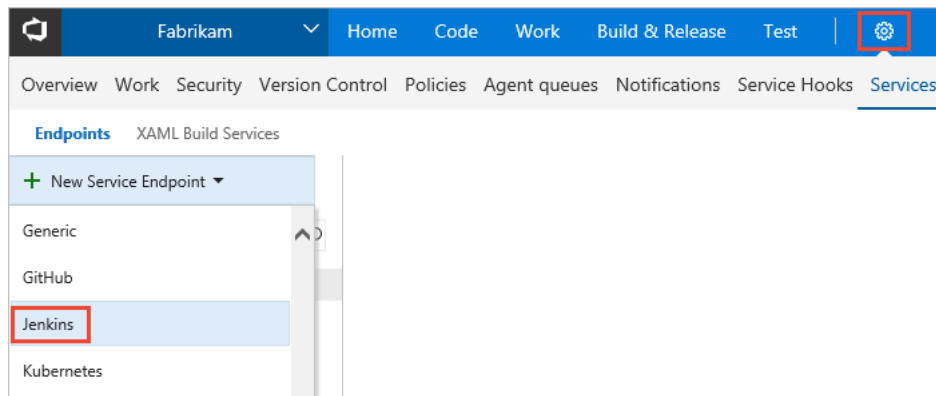 Fabrikam Home Code Work Build & Release Test
Overview Work Security Version Control Policies Agent queues Notifications Service Hooks Services
Endpoints XAML Build Services
+ New Service Endpoint
Generic
GitHub
Jenkins
Kubernetes